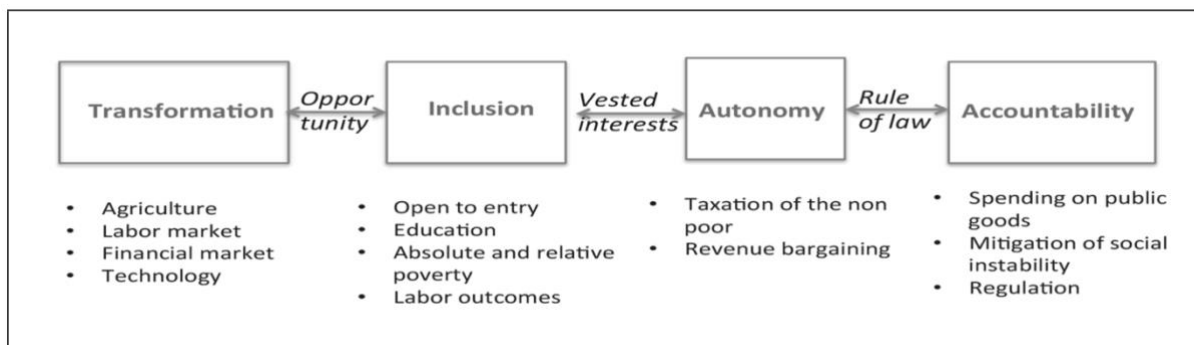 Transformation
Oppor
tunity
Inclusion
Vested
interests
Autonomy
Rule
of law
Accountability
• Agriculture
• Labor market
• Financial market
• Technology
• Open to entry
• Education
• Absolute and relative
poverty
• Labor outcomes
• Taxation of the non
poor
• Revenue bargaining
• Spending on public
goods
• Mitigation of social
instability
• Regulation